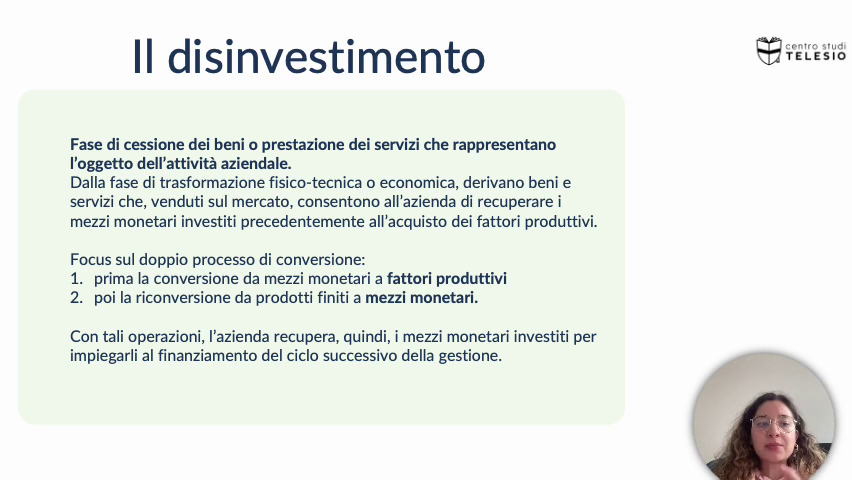 Il disinvestimento
centro studi
TELESIO
Fase di cessione dei beni o prestazione dei servizi che rappresentano
l'oggetto dell'attività aziendale.
Dalla fase di trasformazione fisico-tecnica o economica, derivano beni e
servizi che, venduti sul mercato, consentono all'azienda di recuperare i
mezzi monetari investiti precedentemente all'acquisto dei fattori produttivi.
Focus sul doppio processo di conversione:
1. prima la conversione da mezzi monetari a fattori produttivi
2. poi la riconversione da prodotti finiti a mezzi monetari.
Con tali operazioni, l'azienda recupera, quindi, i mezzi monetari investiti per
impiegarli al finanziamento del ciclo successivo della gestione.